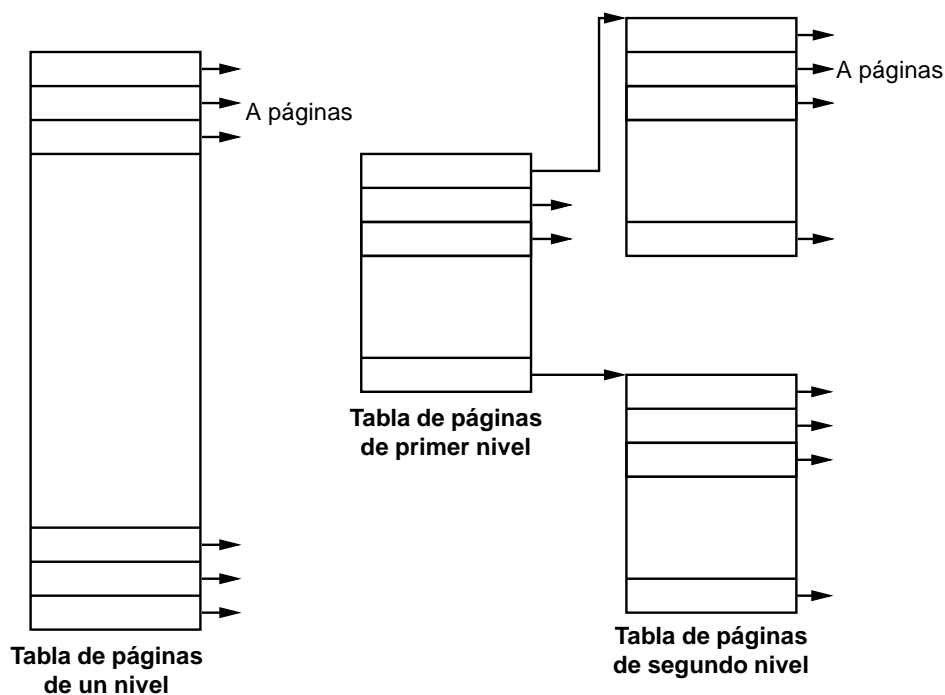 A páginas
A páginas
Tabla de páginas
de primer nivel
Tabla de páginas
de un nivel
Tabla de páginas
de segundo nivel